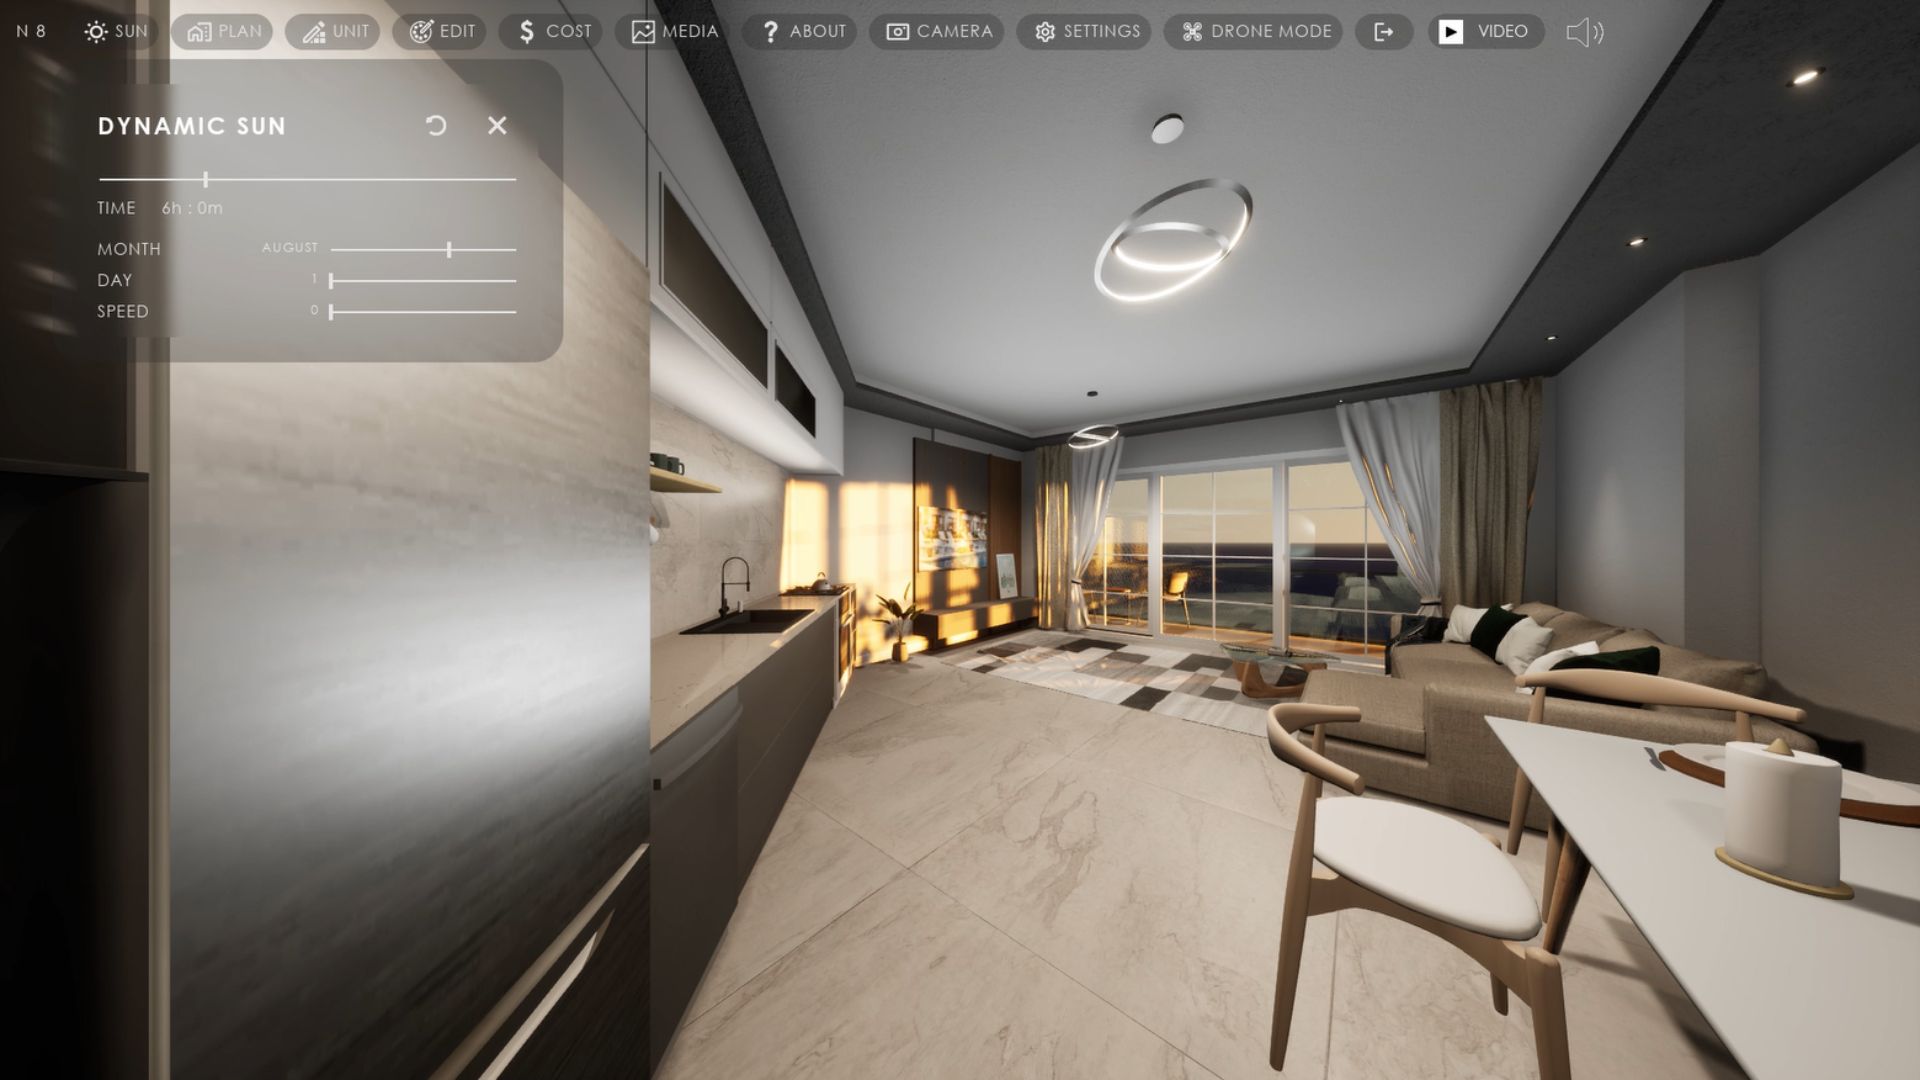 N 8
SUN
PLAN
UNIT
EDIT
COST
MEDIA
ABOUT
CAMERA
SETTINGS
DRONE MODE
VIDEO
DYNAMIC SUN
TIME 6h : 0m
MONTH AUGUST
DAY 1
SPEED 0